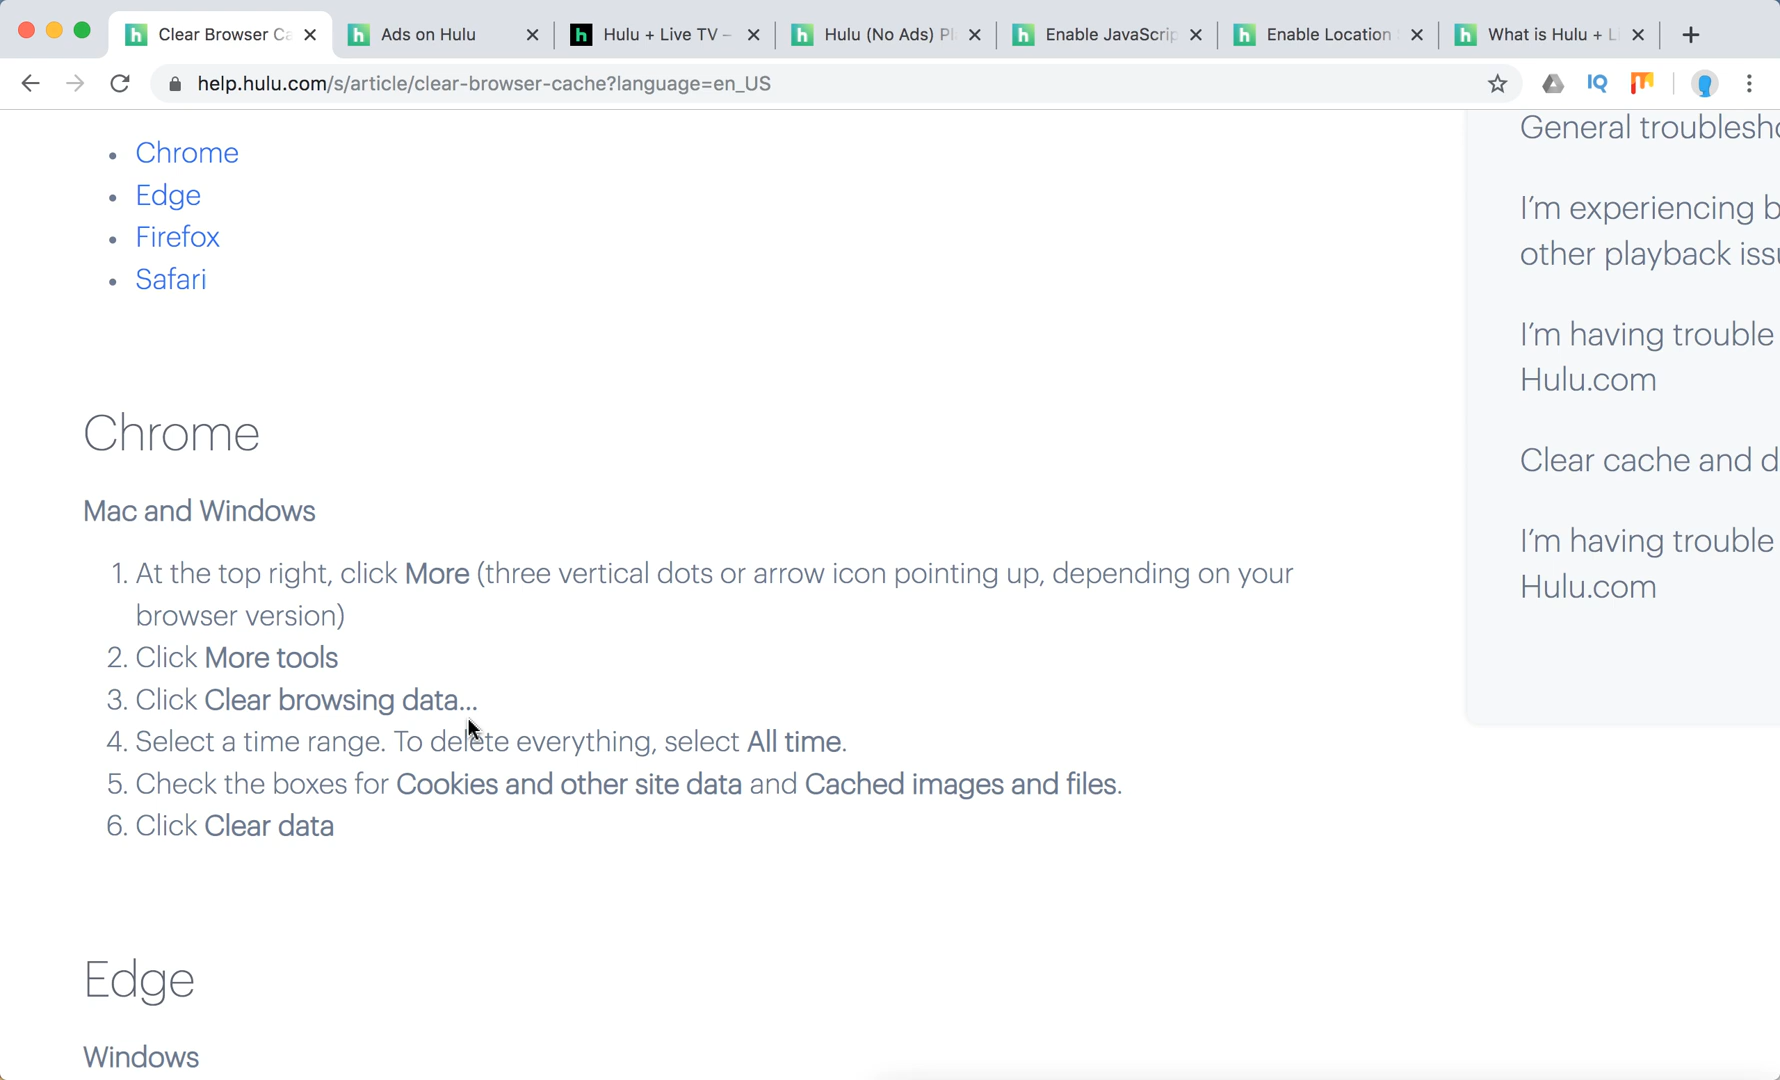 Clear Browser Ca
Ads on Hulu
Hulu + Live TV –
Hulu (No Ads) Pl
Enable JavaScrip
Enable Location
What is Hulu + Li
help.hulu.com/s/article/clear-browser-cache?language=en_US
IQ
Chrome
Edge
Firefox
Safari
Chrome
Mac and Windows
1. At the top right, click More (three vertical dots or arrow icon pointing up, depending on your
browser version)
2. Click More tools
3. Click Clear browsing data...
4. Select a time range. To delete everything, select All time.
5. Check the boxes for Cookies and other site data and Cached images and files.
6. Click Clear data
Edge
Windows
General troublesho
I'm experiencing b
other playback issu
I'm having trouble
Hulu.com
Clear cache and d
I'm having trouble
Hulu.com